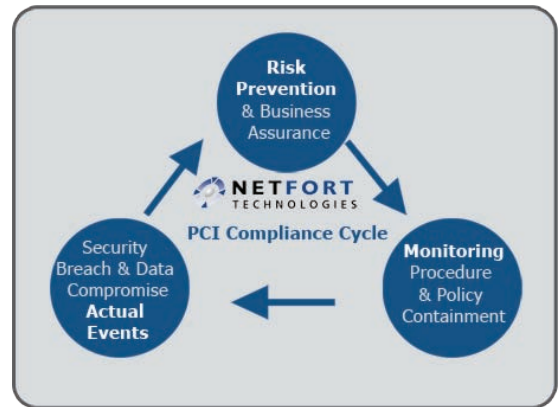 Risk
Prevention
& Business
Assurance
NETFORT
TECHNOLOGIES
PCI Compliance Cycle
Security
Breach & Data
Compromise
Actual
Events
Monitoring
Procedure
& Policy
Containment